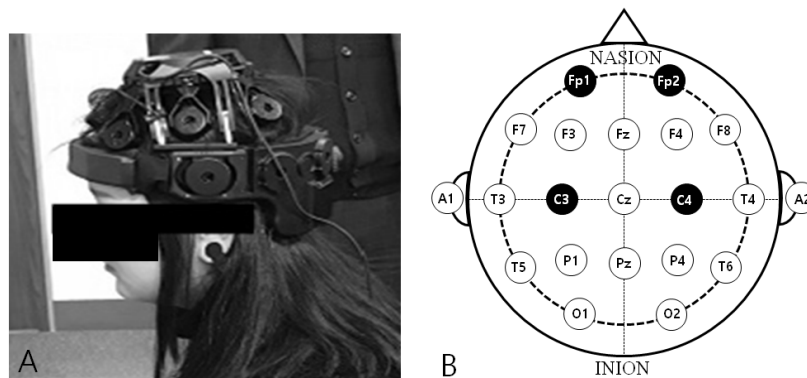 NASION
Fp1 Fp2
F7 F3 Fz F4 F8
A1 T3 C3 Cz C4 T4 A2
T5 P1 Pz P4 T6
O1 O2
A B INION